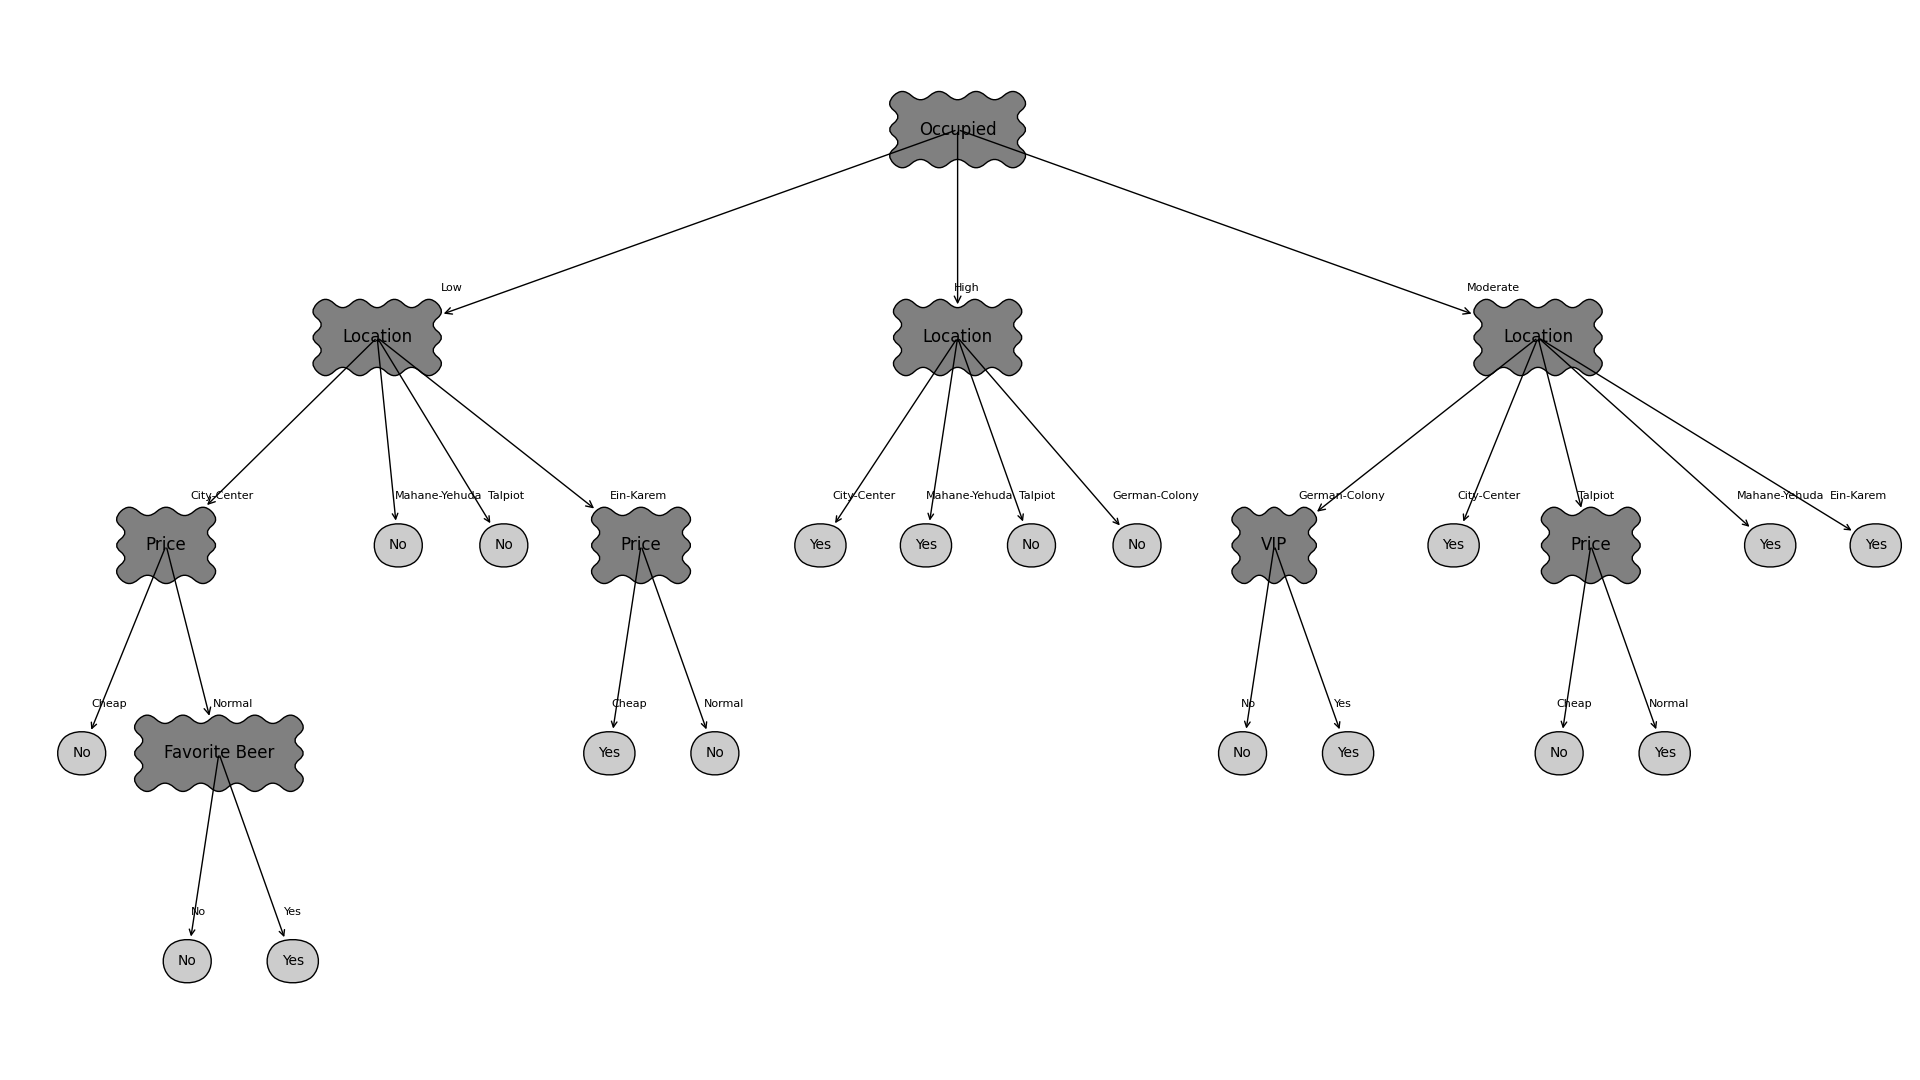 Occupied
Low
High
Moderate
Location
Location
Location
City-Center
Mahane-Yehuda
Talpiot
Ein-Karem
City-Center
Mahane-Yehuda
Talpiot
German-Colony
German-Colony
City-Center
Talpiot
Mahane-Yehuda
Ein-Karem
Price
No
No
Price
Yes
Yes
No
No
VIP
Yes
Price
Yes
Yes
Cheap
Normal
Cheap
Normal
No
Yes
Cheap
Normal
No
Favorite Beer
Yes
No
No
Yes
No
Yes
No
Yes
No
Yes